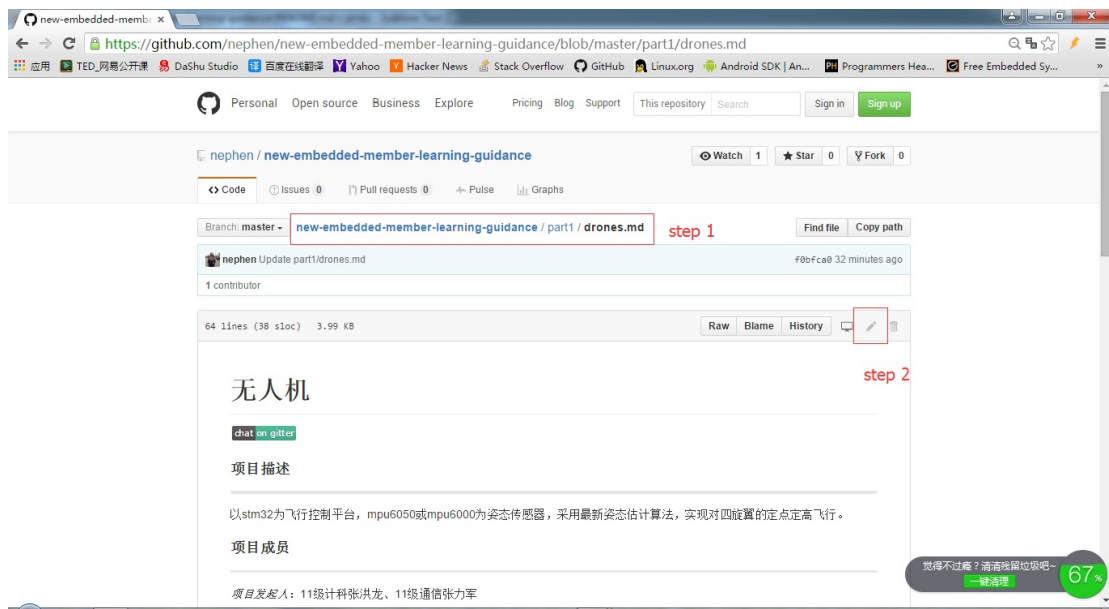 new-embedded-membe ×
https://github.com/nephen/new-embedded-member-learning-guidance/blob/master/part1/drones.md
应用 TED_网易公开课 DaShu Studio 百度在线翻译 Yahoo Hacker News Stack Overflow GitHub Linux.org Android SDK | An... Programmers Hea... Free Embedded Sy... »
Personal Open source Business Explore Pricing Blog Support This repository Search Sign in Sign up
nephen / new-embedded-member-learning-guidance Watch 1 Star 0 Fork 0
Code Issues 0 Pull requests 0 Pulse Graphs
Branch: master new-embedded-member-learning-guidance / part1 / drones.md step 1 Find file Copy path
nephen Update part1/drones.md f0bfca0 32 minutes ago
1 contributor
64 lines (38 sloc) 3.99 KB Raw Blame History
step 2
无人机
chat on gitter
项目描述
以stm32为飞行控制平台，mpu6050或mpu6000为姿态传感器，采用最新姿态估计算法，实现对四旋翼的定点定高飞行。
项目成员
觉得不过瘾？清清残留垃圾吧~
一键清理
67%
项目发起人：11级计科张洪龙、11级通信张力军